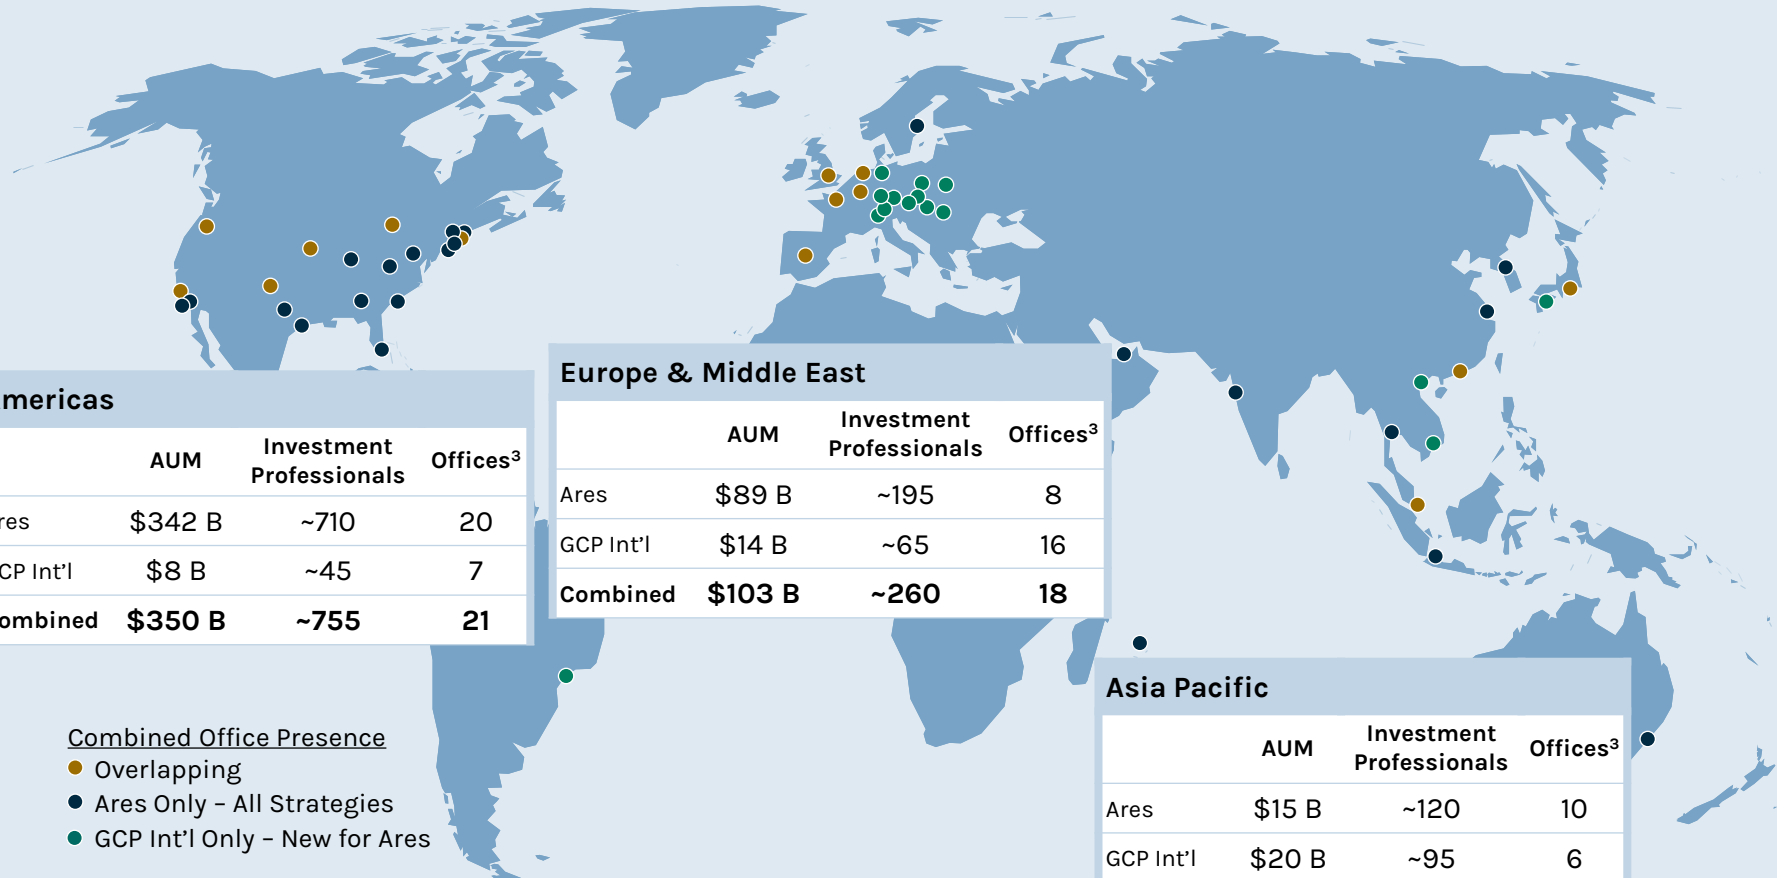 mericas
AUM Investment Professionals Offices³
res $342 B ~710 20
CP Int'l $8 B ~45 7
ombined $350 B ~755 21
Europe & Middle East
AUM Investment Professionals Offices³
Ares $89 B ~195 8
GCP Int'l $14 B ~65 16
Combined $103 B ~260 18
Asia Pacific
AUM Investment Professionals Offices³
Ares $15 B ~120 10
GCP Int'l $20 B ~95 6
Combined Office Presence
Overlapping
Ares Only – All Strategies
GCP Int'l Only – New for Ares